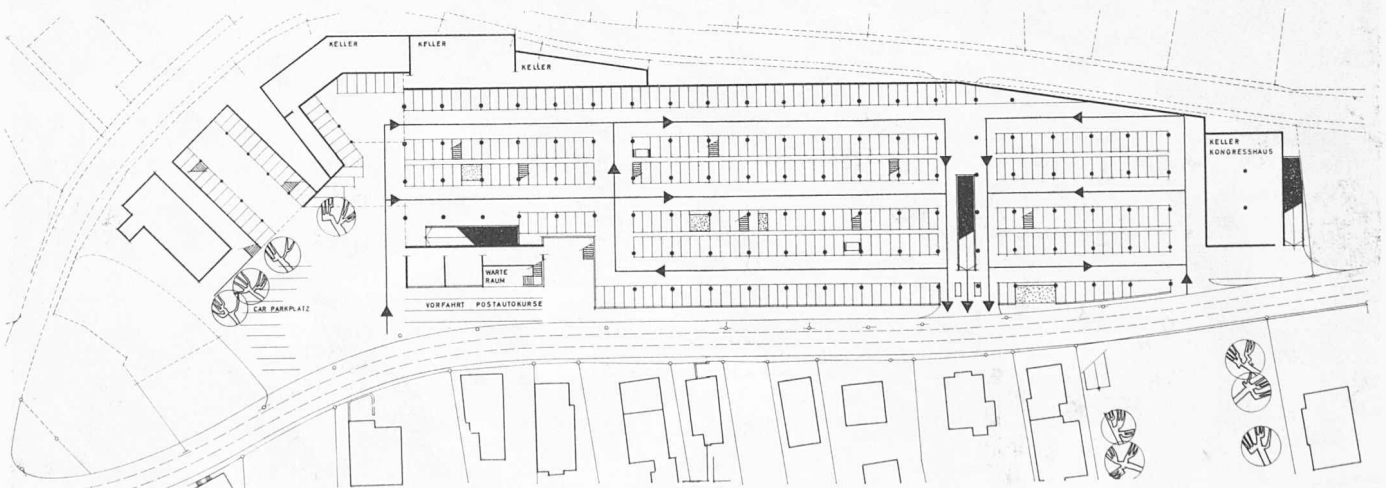 KELLER
KELLER
KELLER
KELLER
KONGRESSHAUS
WARTE
RAUM
VORFAHRT POSTAUTOKURSE
CAR PARKPLATZ